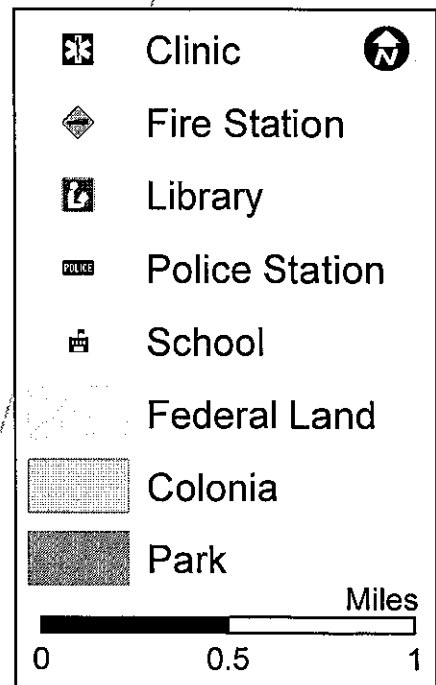 Clinic N
Fire Station
Library
POLICE Police Station
School
Federal Land
Colonia
Park
Miles
0 0.5 1